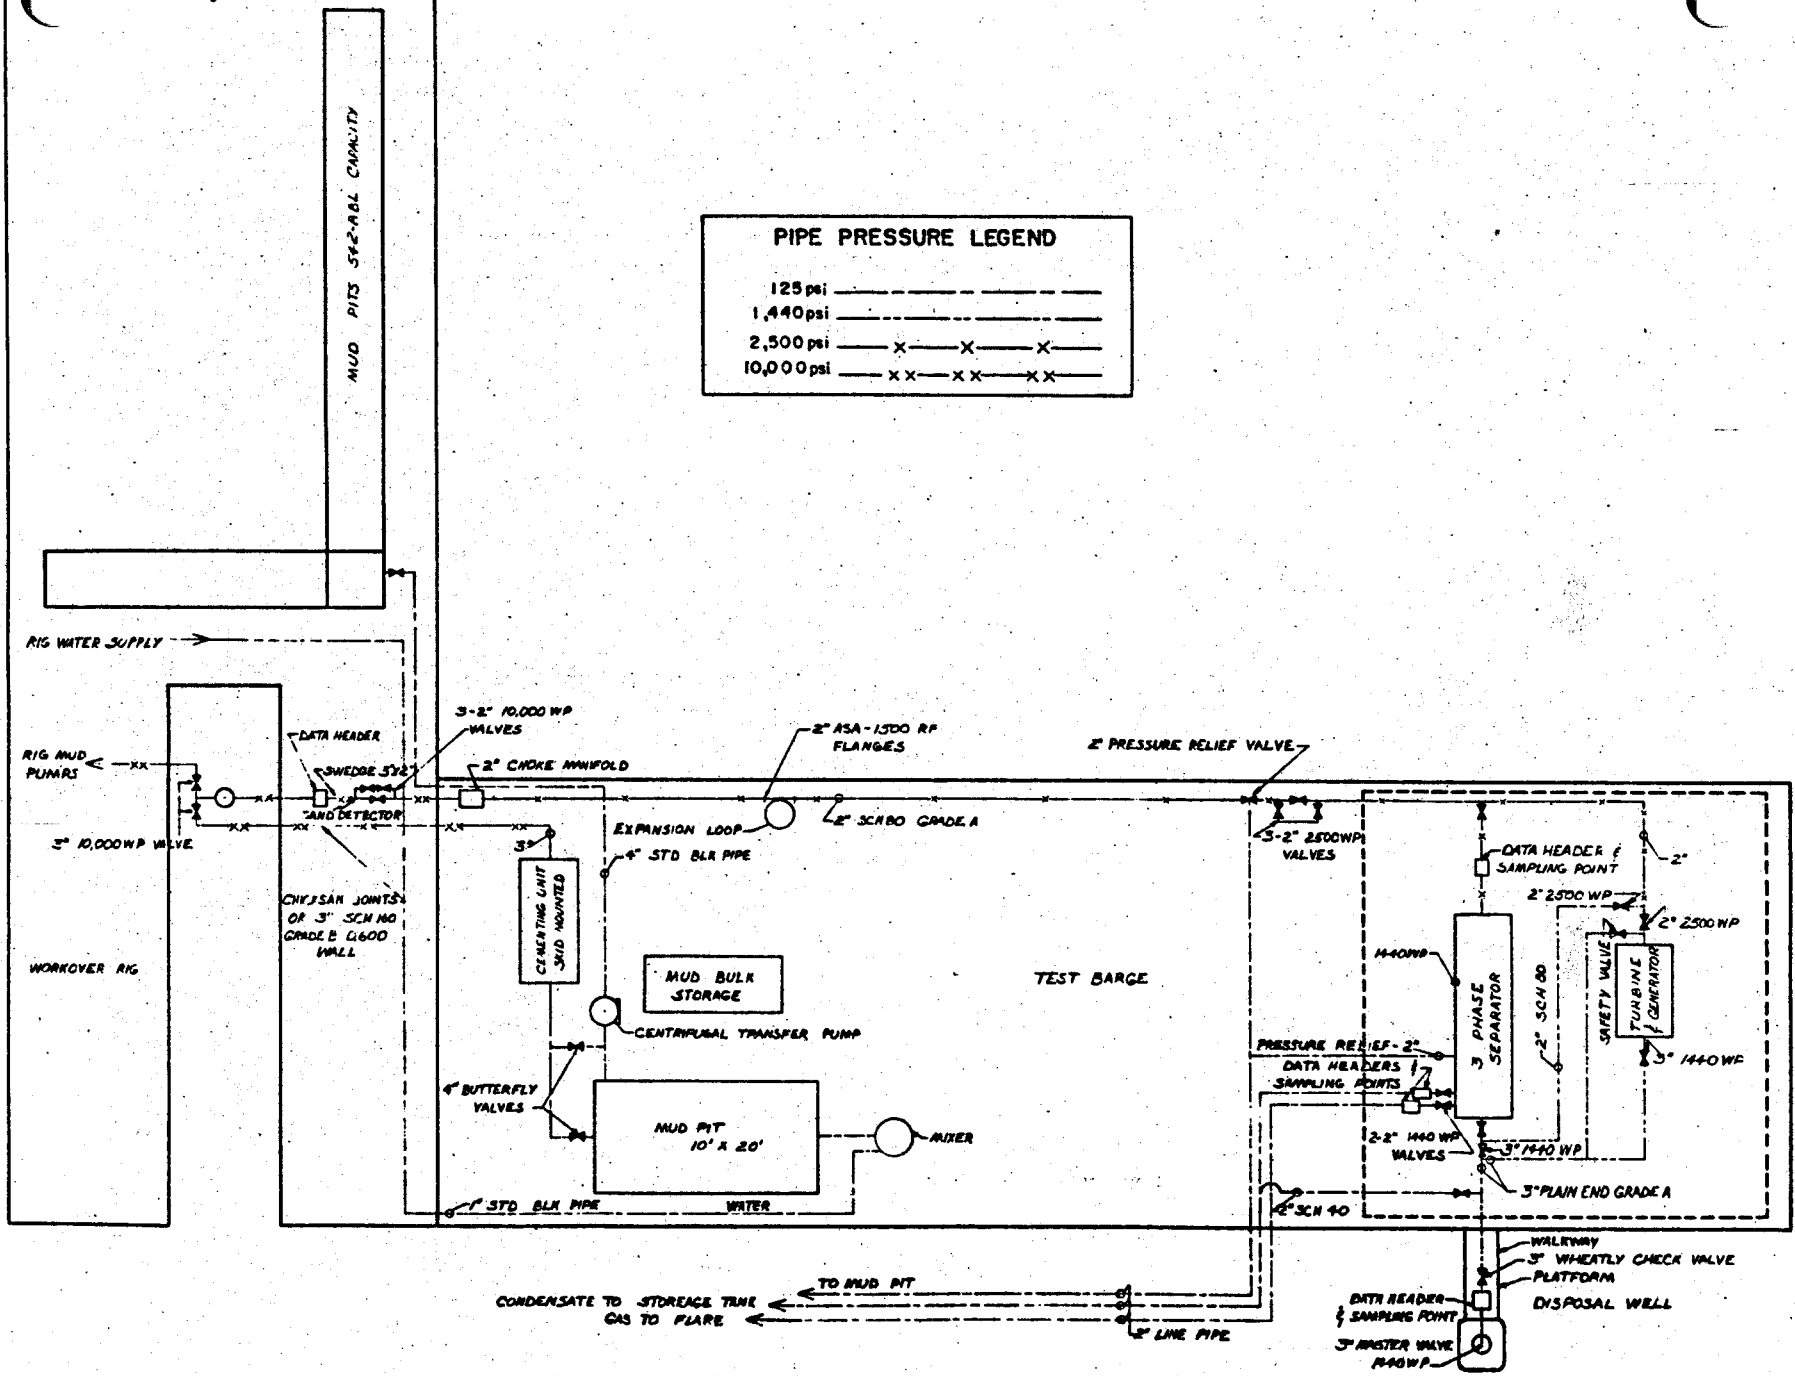 MUD PITS 542-ABL CAPACITY
PIPE PRESSURE LEGEND
125 psi
1,440 psi
2,500 psi
10,000 psi
RIG WATER SUPPLY
3-2" 10,000 WP
VALVES
DATA HEADER
RIG MUD
PUMPS
SWEDGE 3"X2"
2" CHOKE MANIFOLD
2" ASA-1500 RF
FLANGES
2" PRESSURE RELIEF VALVE
SAND DETECTOR
3" 10,000 WP VALVE
3"
EXPANSION LOOP
2" SCH 80 GRADE A
4" STD BLK PIPE
3-2" 2500 WP
VALVES
DATA HEADER &
SAMPLING POINT
2"
CHIKSAN JOINTS
OR 3" SCH 160
GRADE B 0.600
WALL
CEMENTING UNIT
SKID MOUNTED
2" 2500 WP
2" 2500 WP
WORKOVER RIG
MUD BULK
STORAGE
TEST BARGE
1440 WP
3 PHASE
SEPARATOR
2" SCH 80
SAFETY VALVE
TURBINE
& GENERATOR
CENTRIFUGAL TRANSFER PUMP
PRESSURE RELIEF-2"
3" 1440 WP
DATA HEADERS &
SAMPLING POINTS
4" BUTTERFLY
VALVES
MUD PIT
10' X 20'
MIXER
2-2" 1440 WP
VALVES
3" 1440 WP
3" PLAIN END GRADE A
1" STD BLK PIPE
WATER
2" SCH 40
WALKWAY
3" WHEATLY CHECK VALVE
PLATFORM
TO MUD PIT
CONDENSATE TO STOREAGE TANK
GAS TO FLARE
2" LINE PIPE
DATA HEADER
& SAMPLING POINT
DISPOSAL WELL
3" MASTER VALVE
1440 WP